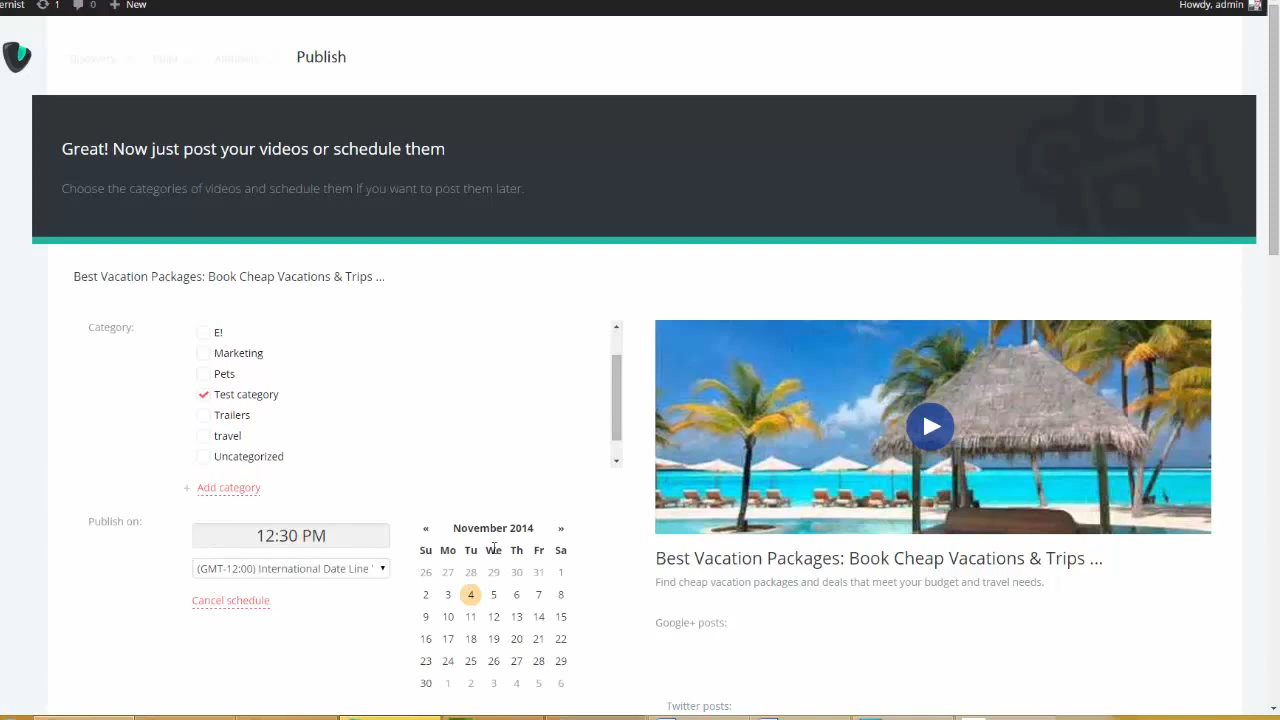 ernist 1 0 + New Howdy, admin
Discovery Publish
Great! Now just post your videos or schedule them
Choose the categories of videos and schedule them If you want to post them later.
Best Vacation Packages: Book Cheap Vacations & Trips ...
Category:
E!
Marketing
Pets
Test category
Trailers
travel
Uncategorized
+ Add category
Publish on:
12:30 PM
(GMT-12:00) International Date Line '
Cancel schedule
« November 2014 »
Su Mo Tu We Th Fr Sa
26 27 28 29 30 31 1
2 3 4 5 6 7 8
9 10 11 12 13 14 15
16 17 18 19 20 21 22
23 24 25 26 27 28 29
30 1 2 3 4 5 6
Best Vacation Packages: Book Cheap Vacations & Trips ...
Find cheap vacation packages and deals that meet your budget and travel needs.
Google+ posts:
Twitter posts: